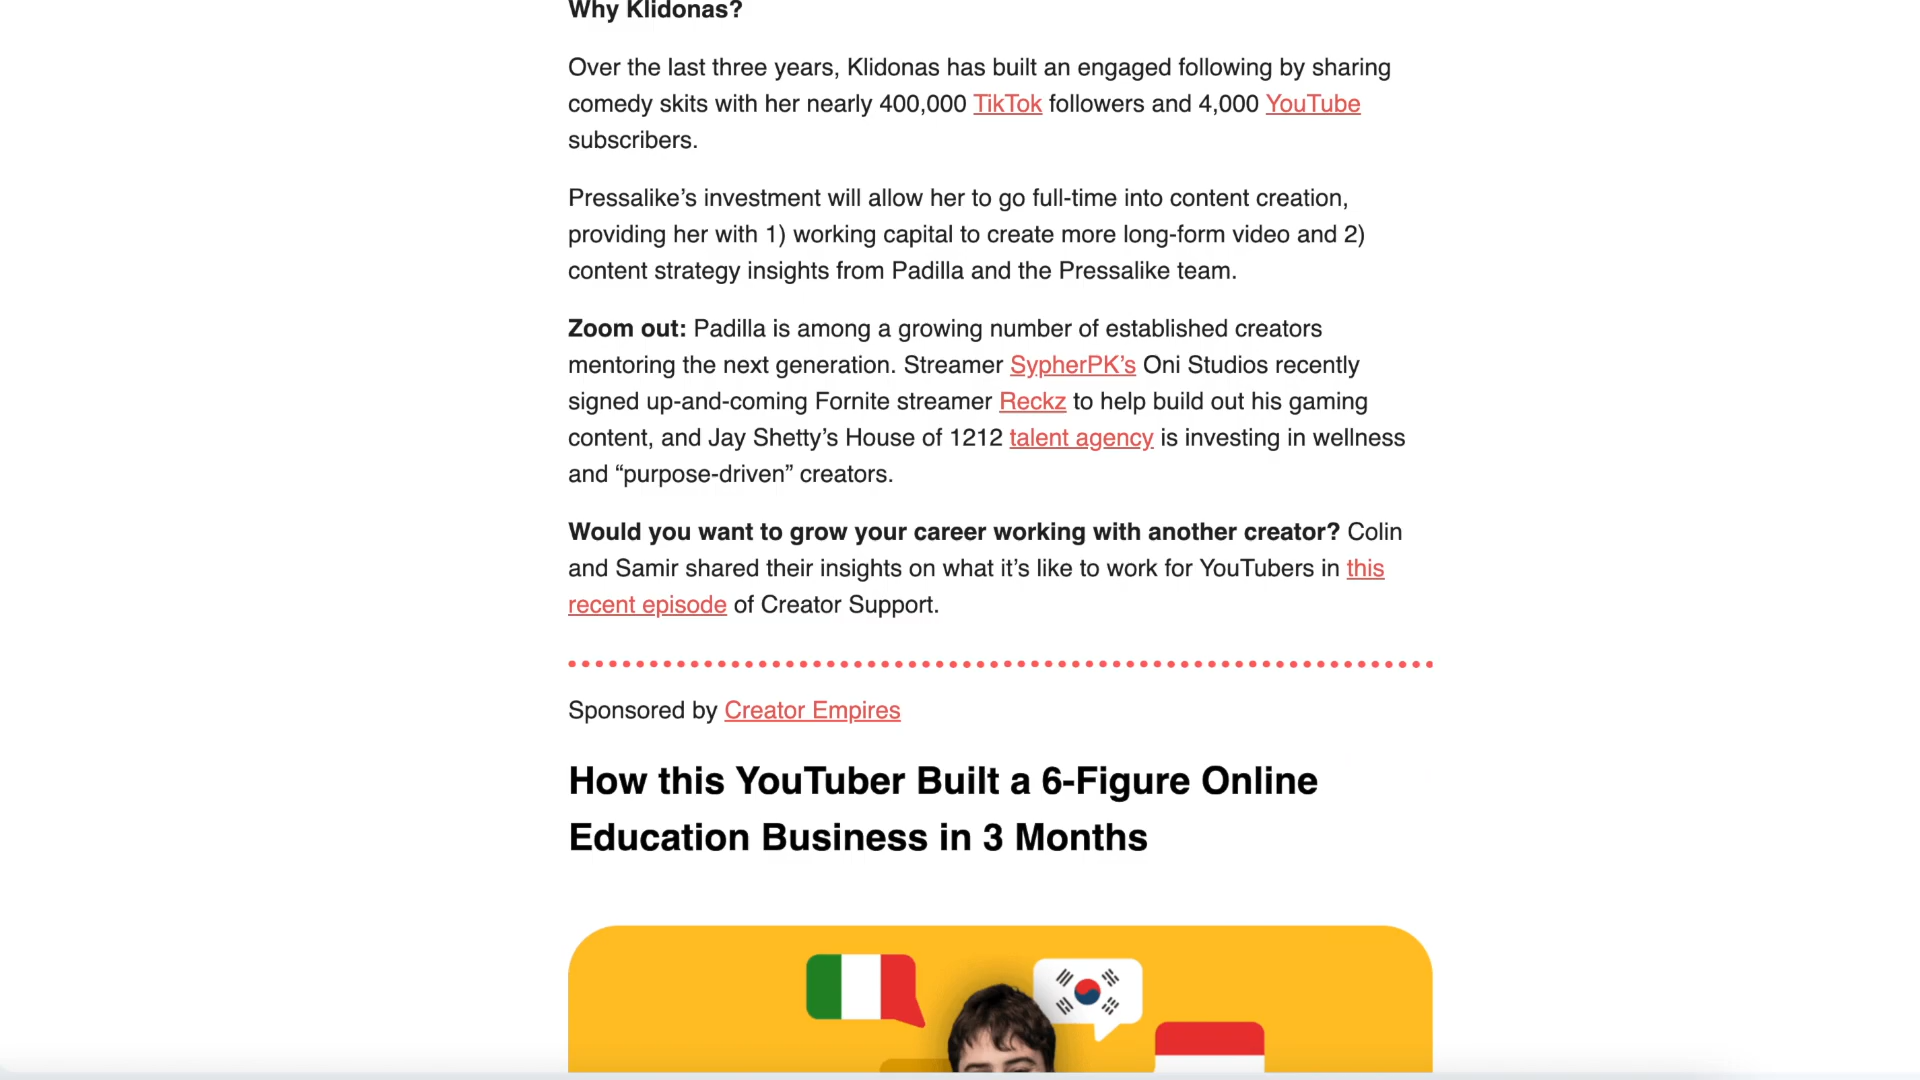 Why Klidonas?
Over the last three years, Klidonas has built an engaged following by sharing
comedy skits with her nearly 400,000 TikTok followers and 4,000 YouTube
subscribers.
Pressalike’s investment will allow her to go full-time into content creation,
providing her with 1) working capital to create more long-form video and 2)
content strategy insights from Padilla and the Pressalike team.
Zoom out: Padilla is among a growing number of established creators
mentoring the next generation. Streamer SypherPK’s Oni Studios recently
signed up-and-coming Fornite streamer Reckz to help build out his gaming
content, and Jay Shetty’s House of 1212 talent agency is investing in wellness
and “purpose-driven” creators.
Would you want to grow your career working with another creator? Colin
and Samir shared their insights on what it’s like to work for YouTubers in this
recent episode of Creator Support.
Sponsored by Creator Empires
How this YouTuber Built a 6-Figure Online
Education Business in 3 Months